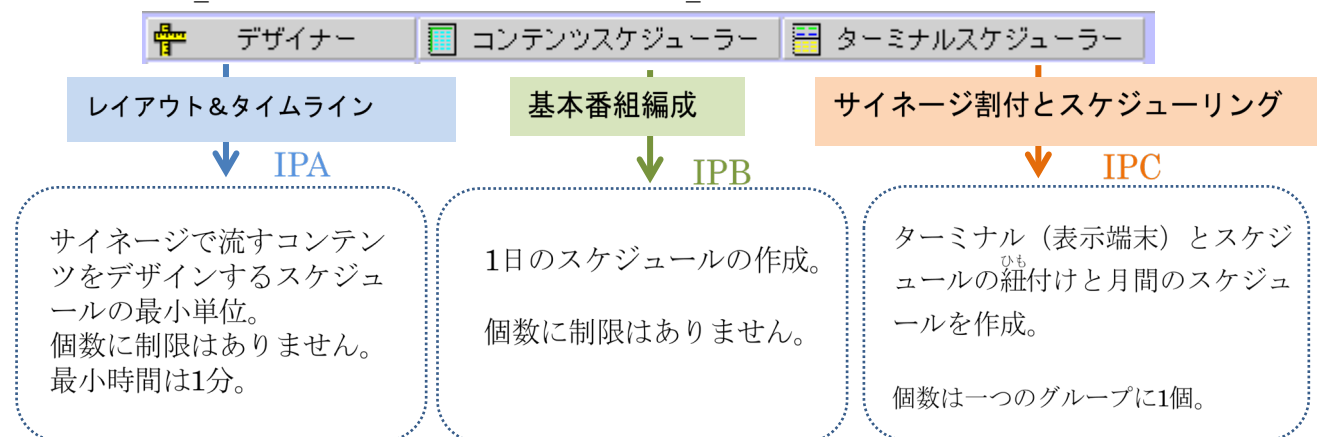 デザイナー
コンテンツスケジューラー
ターミナルスケジューラー
レイアウト&タイムライン
基本番組編成
サイネージ割付とスケジューリング
IPA
IPB
IPC
サイネージで流すコンテン
ツをデザインするスケジュ
ールの最小単位。
個数に制限はありません。
最小時間は1分。
1日のスケジュールの作成。
個数に制限はありません。
ターミナル（表示端末）とスケジ
ひも
ュールの紐付けと月間のスケジュ
ールを作成。
個数は一つのグループに1個。